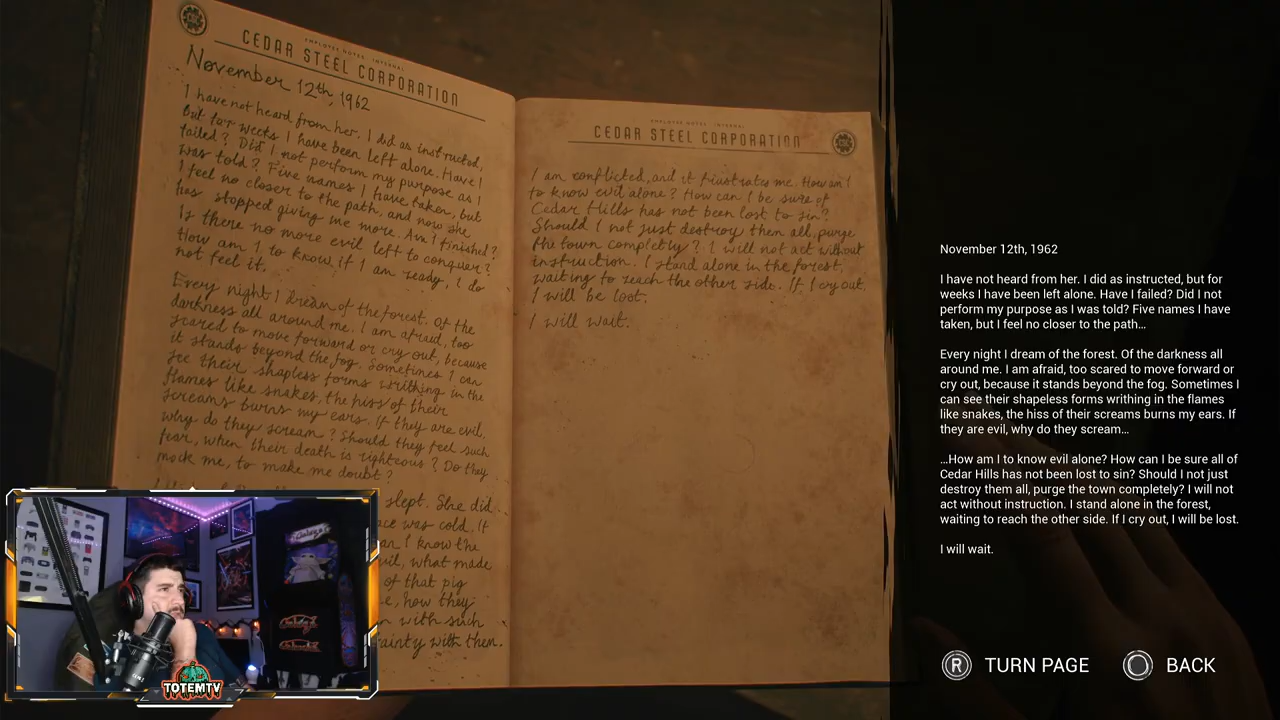 EMPLOYEE NOTES INTERNAL
CEDAR STEEL CORPORATION
November 12th, 1962
I have not heard from her. I did as instructed,
but for weeks I have been left alone. Have I
failed? Did I not perform my purpose as I
was told? Five names I have taken, but
I feel no closer to the path, and now she
has stopped giving me more. Am I finished?
Is there no more evil left to conquer?
How am I to know if I am ready, I do
not feel it.
Every night I dream of the forest. Of the
darkness all around me. I am afraid, too
scared to move forward or cry out, because
it stands beyond the fog. Sometimes I can
see their shapless forms writhing in the
flames like snakes, the hiss of their
screams burns my ears. If they are evil,
why do they scream? Should they feel such
fear, when their death is righteous? Do they
mock me, to make me doubt?
slept. She did
was cold. If
I know the
what made
of that pig
how they
with such
with them.
EMPLOYEE NOTES INTERNAL
CEDAR STEEL CORPORATION
I am conflicted, and it frustrates me. How am I
to know evil alone? How can I be sure of
Cedar Hills has not been lost to sin?
Should I not just destroy them all, purge
the town completely? I will not act without
instruction. I stand alone in the forest,
waiting to reach the other side. If I cry out,
I will be lost.
I will wait.
November 12th, 1962
I have not heard from her. I did as instructed, but for
weeks I have been left alone. Have I failed? Did I not
perform my purpose as I was told? Five names I have
taken, but I feel no closer to the path…
Every night I dream of the forest. Of the darkness all
around me. I am afraid, too scared to move forward or
cry out, because it stands beyond the fog. Sometimes I
can see their shapeless forms writhing in the flames
like snakes, the hiss of their screams burns my ears. If
they are evil, why do they scream…
…How am I to know evil alone? How can I be sure all of
Cedar Hills has not been lost to sin? Should I not just
destroy them all, purge the town completely? I will not
act without instruction. I stand alone in the forest,
waiting to reach the other side. If I cry out, I will be lost.
I will wait.
R TURN PAGE
BACK
TOTEMTV